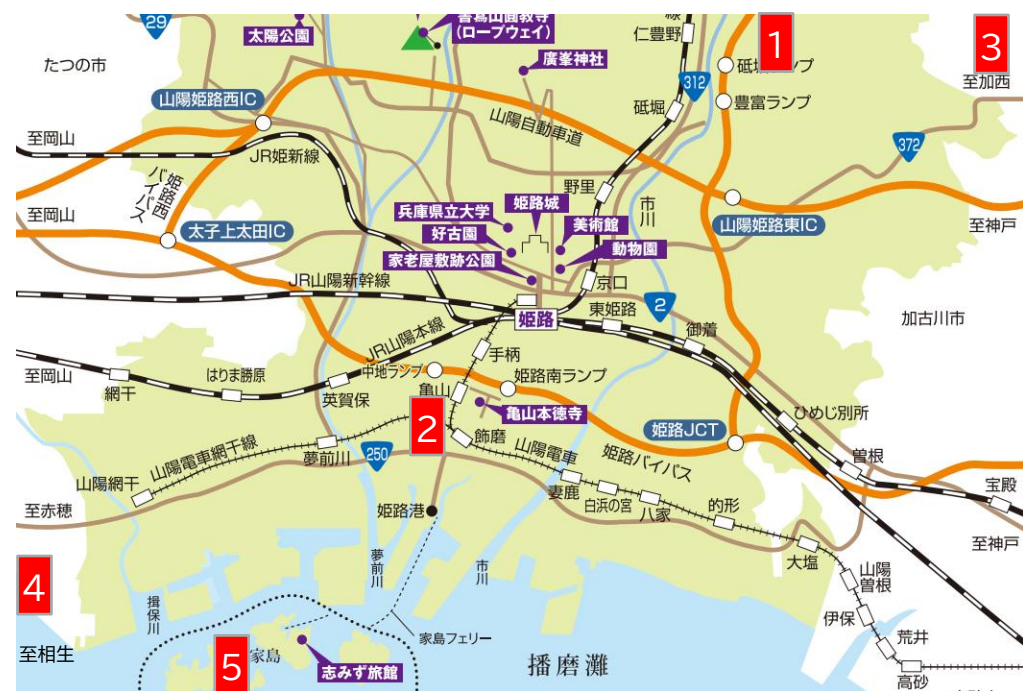 29
太陽公園
書寫山圓教寺
(ロープウェイ)
廣峯神社
仁豊野
線
1
砥堀ランプ
3
至加西
たつの市
312
豊富ランプ
山陽姫路西IC
砥堀
山陽自動車道
372
至岡山
JR姫新線
姫路西
バイパス
野里
市川
山陽姫路東IC
至神戸
至岡山
太子上太田IC
兵庫県立大学
姫路城
美術館
好古園
動物園
家老屋敷跡公園
京口
JR山陽新幹線
2
姫路
東姫路
御着
加古川市
JR山陽本線
手柄
至岡山
網干
はりま勝原
英賀保
中地ランプ
亀山
姫路南ランプ
亀山本徳寺
ひめじ別所
2
飾磨
姫路JCT
山陽電車網干線
夢前川
250
山陽電車
姫路バイパス
曽根
山陽網干
宝殿
至赤穂
姫路港
妻鹿
白浜の宮
八家
的形
至神戸
大塩
4
揖保川
夢前川
市川
山陽
曽根
伊保
荒井
至相生
5
家島
家島フェリー
志みず旅館
播磨灘
高砂